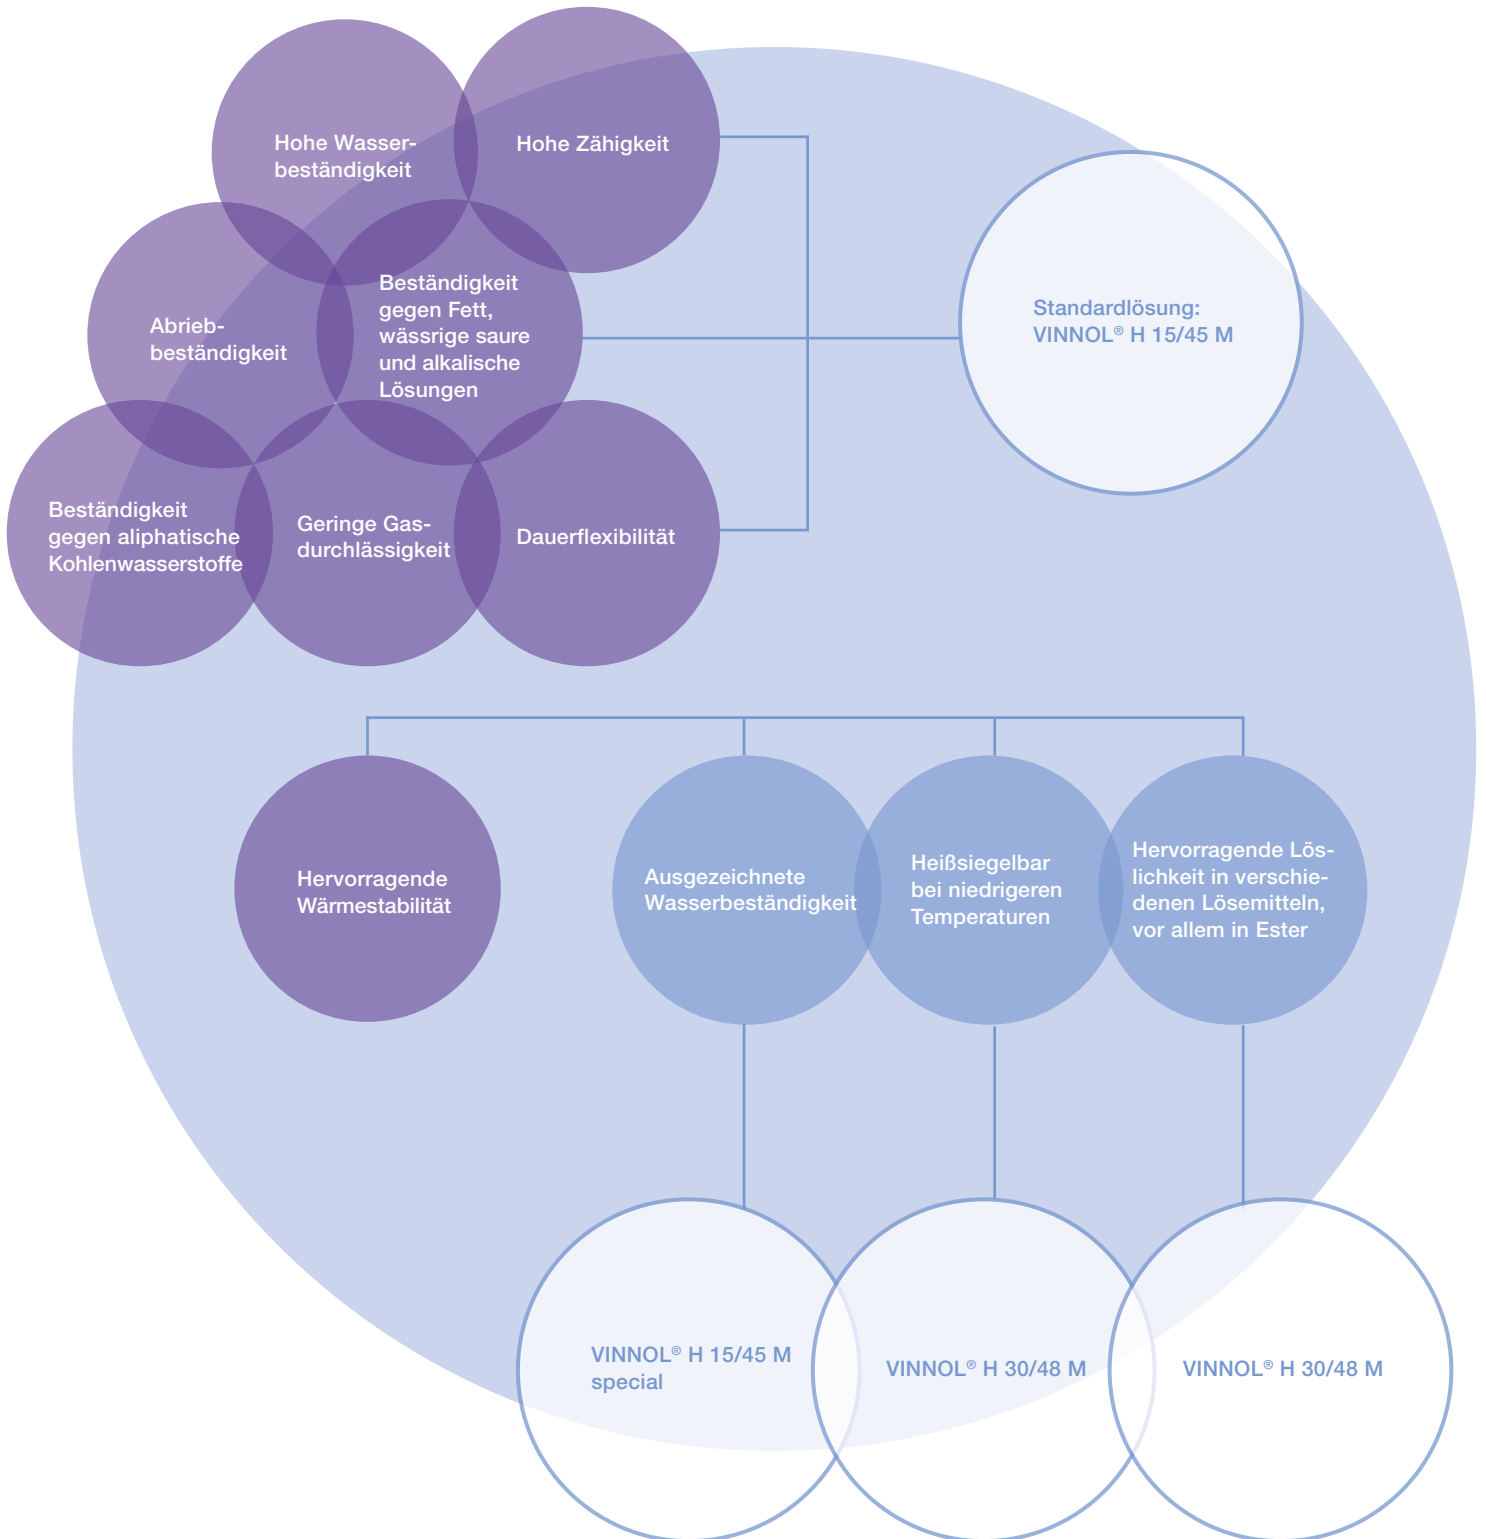 Hohe Wasser-
beständigkeit
Hohe Zähigkeit
Abrieb-
beständigkeit
Beständigkeit
gegen Fett,
wässrige saure
und alkalische
Lösungen
Standardlösung:
VINNOL® H 15/45 M
Beständigkeit
gegen aliphatische
Kohlenwasserstoffe
Geringe Gas-
durchlässigkeit
Dauerflexibilität
Hervorragende
Wärmestabilität
Ausgezeichnete
Wasserbeständigkeit
Heißsiegelbar
bei niedrigeren
Temperaturen
Hervorragende Lös-
lichkeit in verschie-
denen Lösemitteln,
vor allem in Ester
VINNOL® H 15/45 M
special
VINNOL® H 30/48 M
VINNOL® H 30/48 M